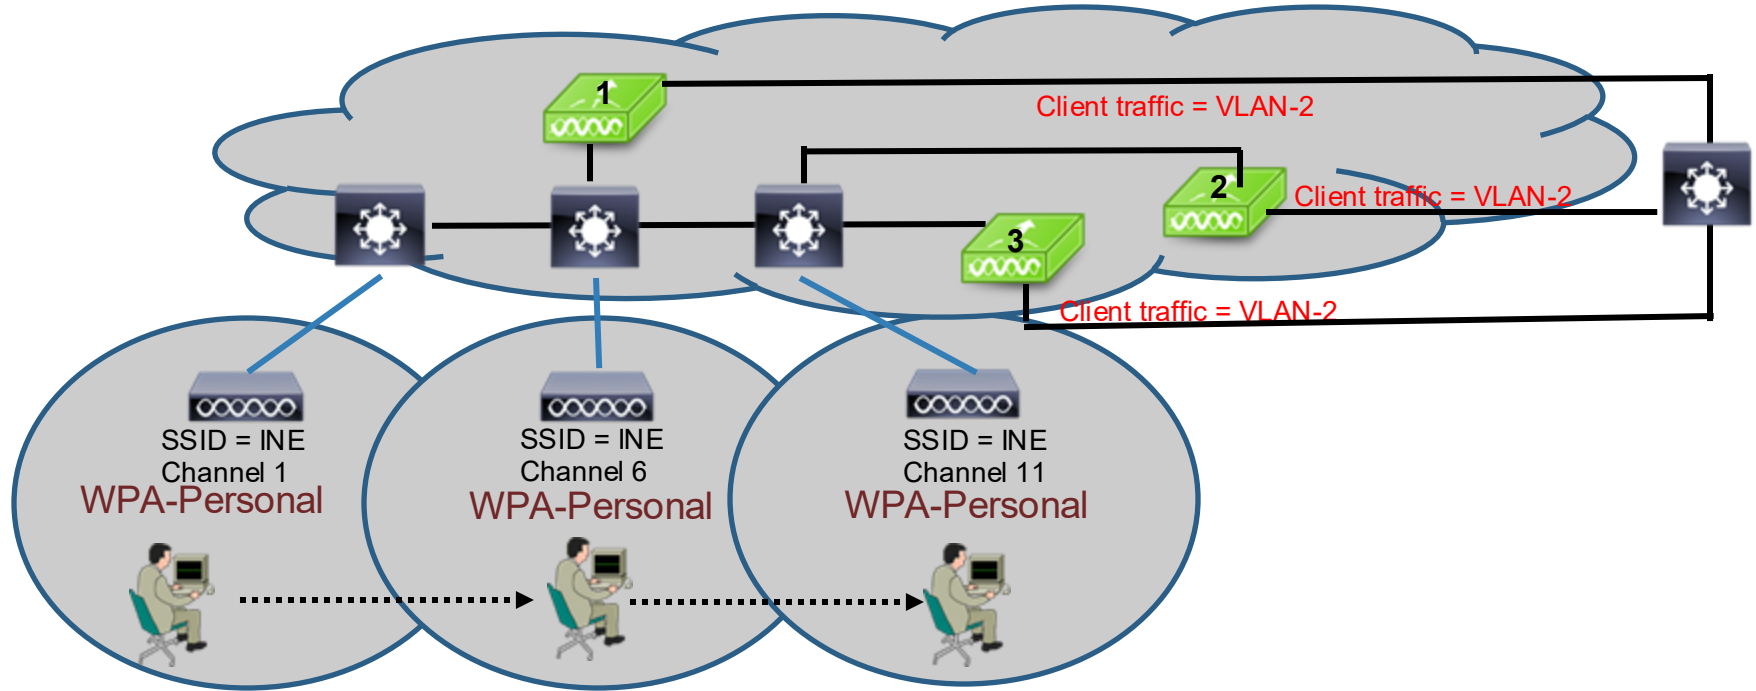 1
Client traffic = VLAN-2
2
Client traffic = VLAN-2
3
Client traffic = VLAN-2
SSID = INE
Channel 1
WPA-Personal
SSID = INE
Channel 6
WPA-Personal
SSID = INE
Channel 11
WPA-Personal